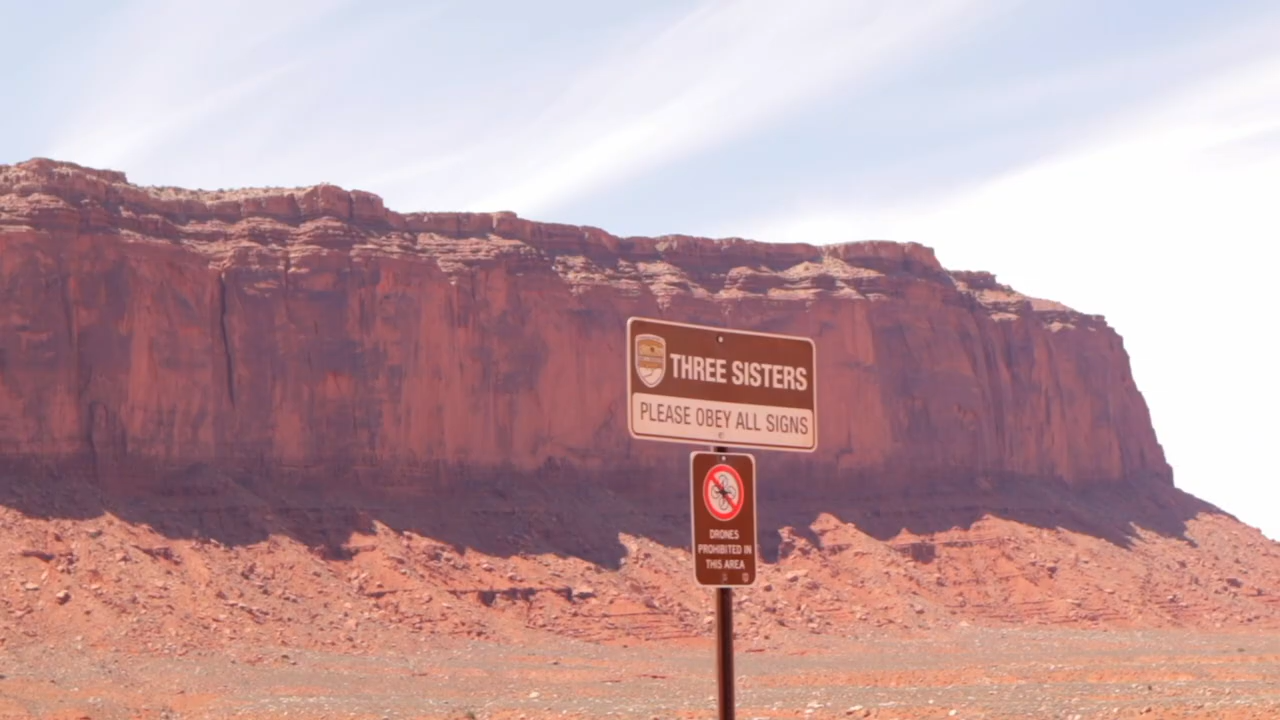 THREE SISTERS
PLEASE OBEY ALL SIGNS
DRONES
PROHIBITED IN
THIS AREA